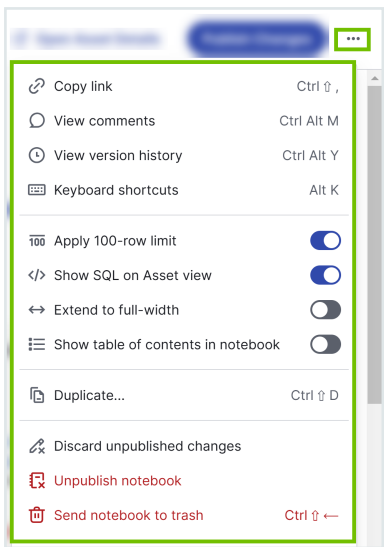 Copy link Ctrl ⇧ ,
View comments Ctrl Alt M
View version history Ctrl Alt Y
Keyboard shortcuts Alt K
100 Apply 100-row limit
</> Show SQL on Asset view
Extend to full-width
Show table of contents in notebook
Duplicate... Ctrl ⇧ D
Discard unpublished changes
Unpublish notebook
Send notebook to trash Ctrl ⇧ ←